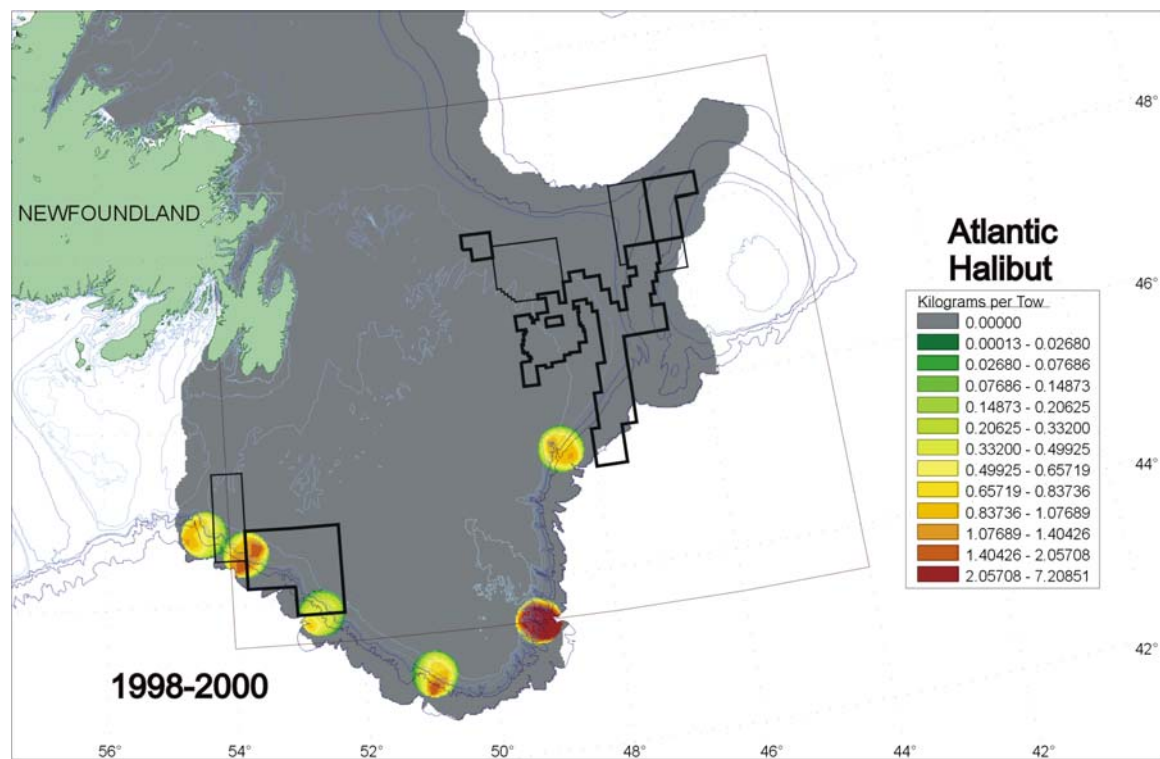 NEWFOUNDLAND
48°
46°
44°
42°
Atlantic
Halibut
Kilograms per Tow
0.00000
0.00013 - 0.02680
0.02680 - 0.07686
0.07686 - 0.14873
0.14873 - 0.20625
0.20625 - 0.33200
0.33200 - 0.49925
0.49925 - 0.65719
0.65719 - 0.83736
0.83736 - 1.07689
1.07689 - 1.40426
1.40426 - 2.05708
2.05708 - 7.20851
1998-2000
56° 54° 52° 50° 48° 46° 44° 42°